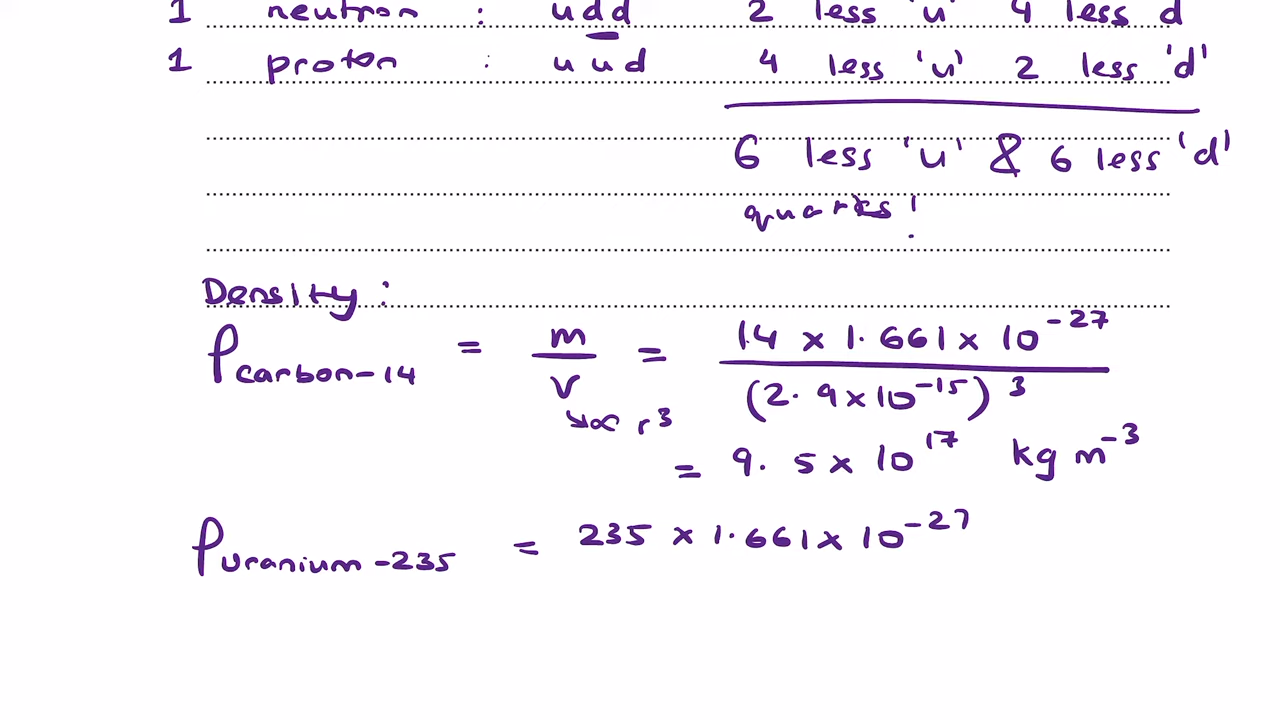 1 neutron : udd 2 less 'u' 4 less d
1 proton : uud 4 less 'u' 2 less 'd'
6 less 'u' & 6 less 'd'
quarks!
Density:
ρcarbon-14 = m/V = 14 × 1.661 × 10^-27 / (2.9 × 10^-15)^3
↘∝ r^3
= 9.5 × 10^17 kg m^-3
ρuranium-235 = 235 × 1.661 × 10^-27